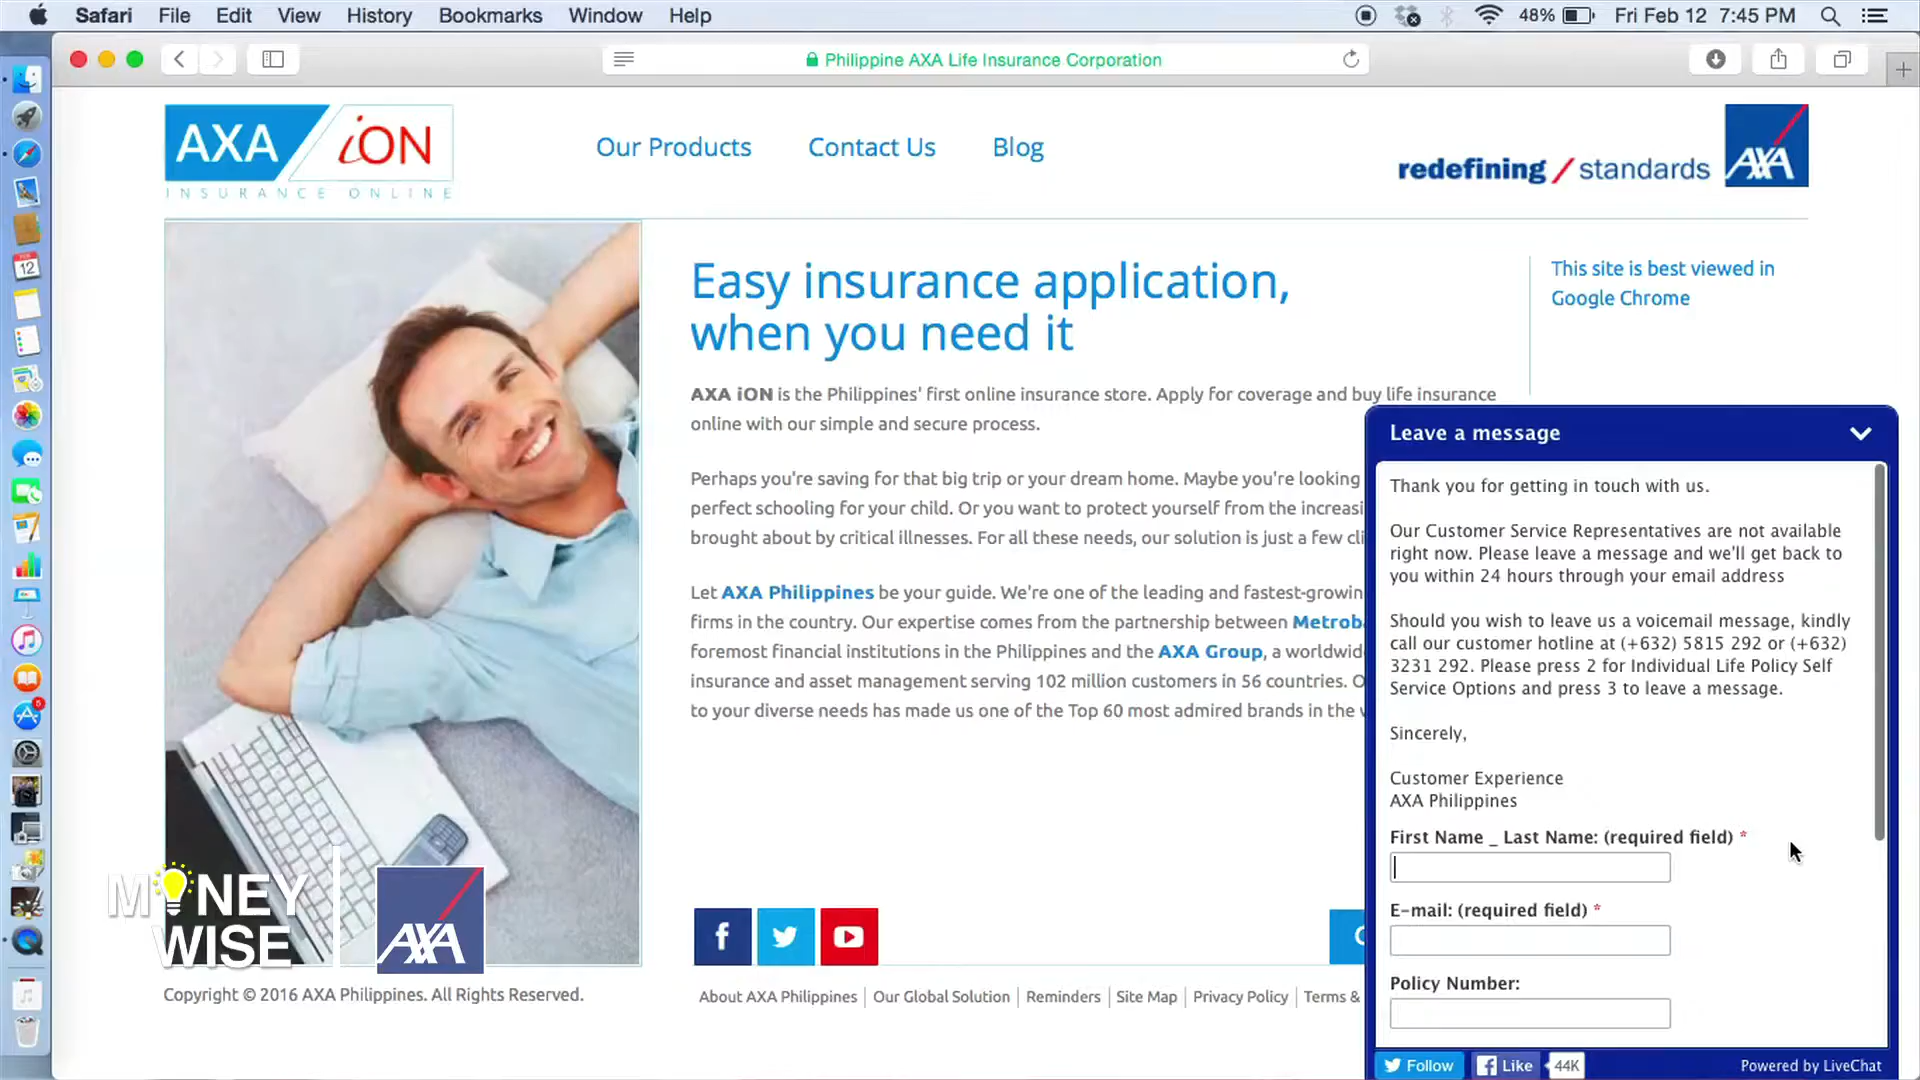 Safari File Edit View History Bookmarks Window Help 48% Fri Feb 12 7:45 PM
Philippine AXA Life Insurance Corporation
AXA iON
INSURANCE ONLINE
Our Products Contact Us Blog
redefining / standards AXA
Easy insurance application,
when you need it
This site is best viewed in
Google Chrome
AXA iON is the Philippines' first online insurance store. Apply for coverage and buy life insurance
online with our simple and secure process.
Perhaps you're saving for that big trip or your dream home. Maybe you're looking
perfect schooling for your child. Or you want to protect yourself from the increasi
brought about by critical illnesses. For all these needs, our solution is just a few cli
Let AXA Philippines be your guide. We're one of the leading and fastest-growin
firms in the country. Our expertise comes from the partnership between Metroba
foremost financial institutions in the Philippines and the AXA Group, a worldwid
insurance and asset management serving 102 million customers in 56 countries. O
to your diverse needs has made us one of the Top 60 most admired brands in the w
Leave a message
Thank you for getting in touch with us.
Our Customer Service Representatives are not available
right now. Please leave a message and we'll get back to
you within 24 hours through your email address
Should you wish to leave us a voicemail message, kindly
call our customer hotline at (+632) 5815 292 or (+632)
3231 292. Please press 2 for Individual Life Policy Self
Service Options and press 3 to leave a message.
Sincerely,
Customer Experience
AXA Philippines
First Name _ Last Name: (required field) *
E-mail: (required field) *
Policy Number:
Follow Like 44K Powered by LiveChat
FEB
12
5
MONEY
WISE
AXA
Copyright © 2016 AXA Philippines. All Rights Reserved.
About AXA Philippines Our Global Solution Reminders Site Map Privacy Policy Terms &